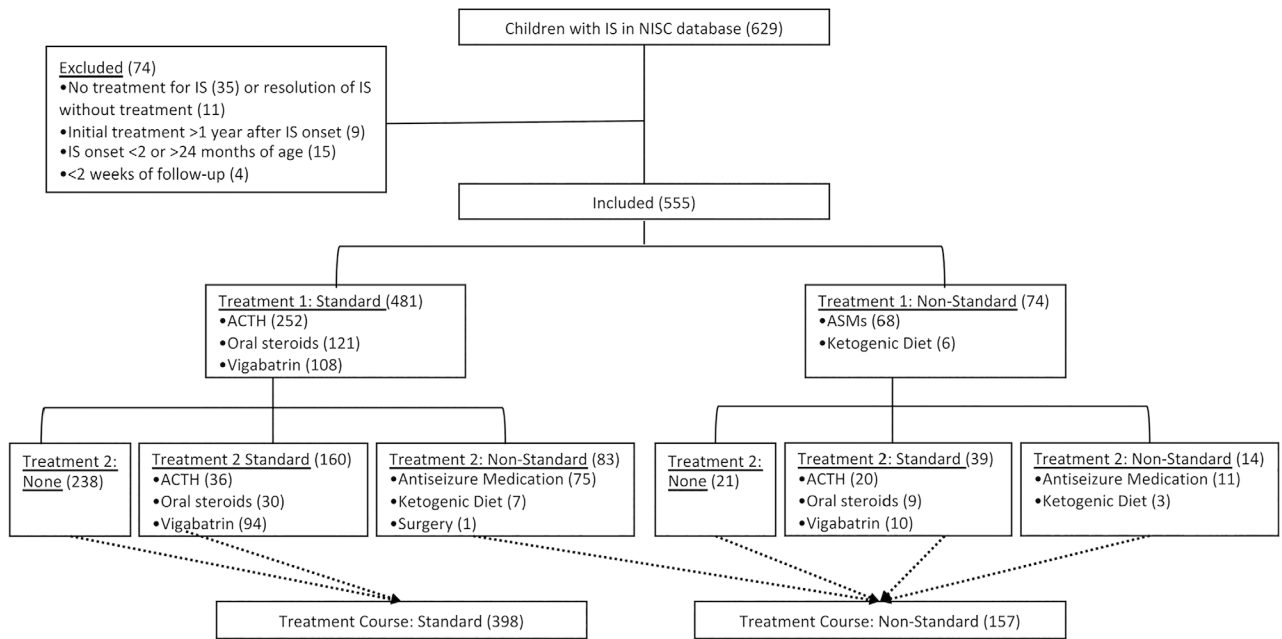 Children with IS in NISC database (629)
Excluded (74)
•No treatment for IS (35) or resolution of IS
without treatment (11)
•Initial treatment >1 year after IS onset (9)
•IS onset <2 or >24 months of age (15)
•<2 weeks of follow-up (4)
Included (555)
Treatment 1: Standard (481)
•ACTH (252)
•Oral steroids (121)
•Vigabatrin (108)
Treatment 1: Non-Standard (74)
•ASMs (68)
•Ketogenic Diet (6)
Treatment 2:
None (238)
Treatment 2 Standard (160)
•ACTH (36)
•Oral steroids (30)
•Vigabatrin (94)
Treatment 2: Non-Standard (83)
•Antiseizure Medication (75)
•Ketogenic Diet (7)
•Surgery (1)
Treatment 2:
None (21)
Treatment 2: Standard (39)
•ACTH (20)
•Oral steroids (9)
•Vigabatrin (10)
Treatment 2: Non-Standard (14)
•Antiseizure Medication (11)
•Ketogenic Diet (3)
Treatment Course: Standard (398)
Treatment Course: Non-Standard (157)